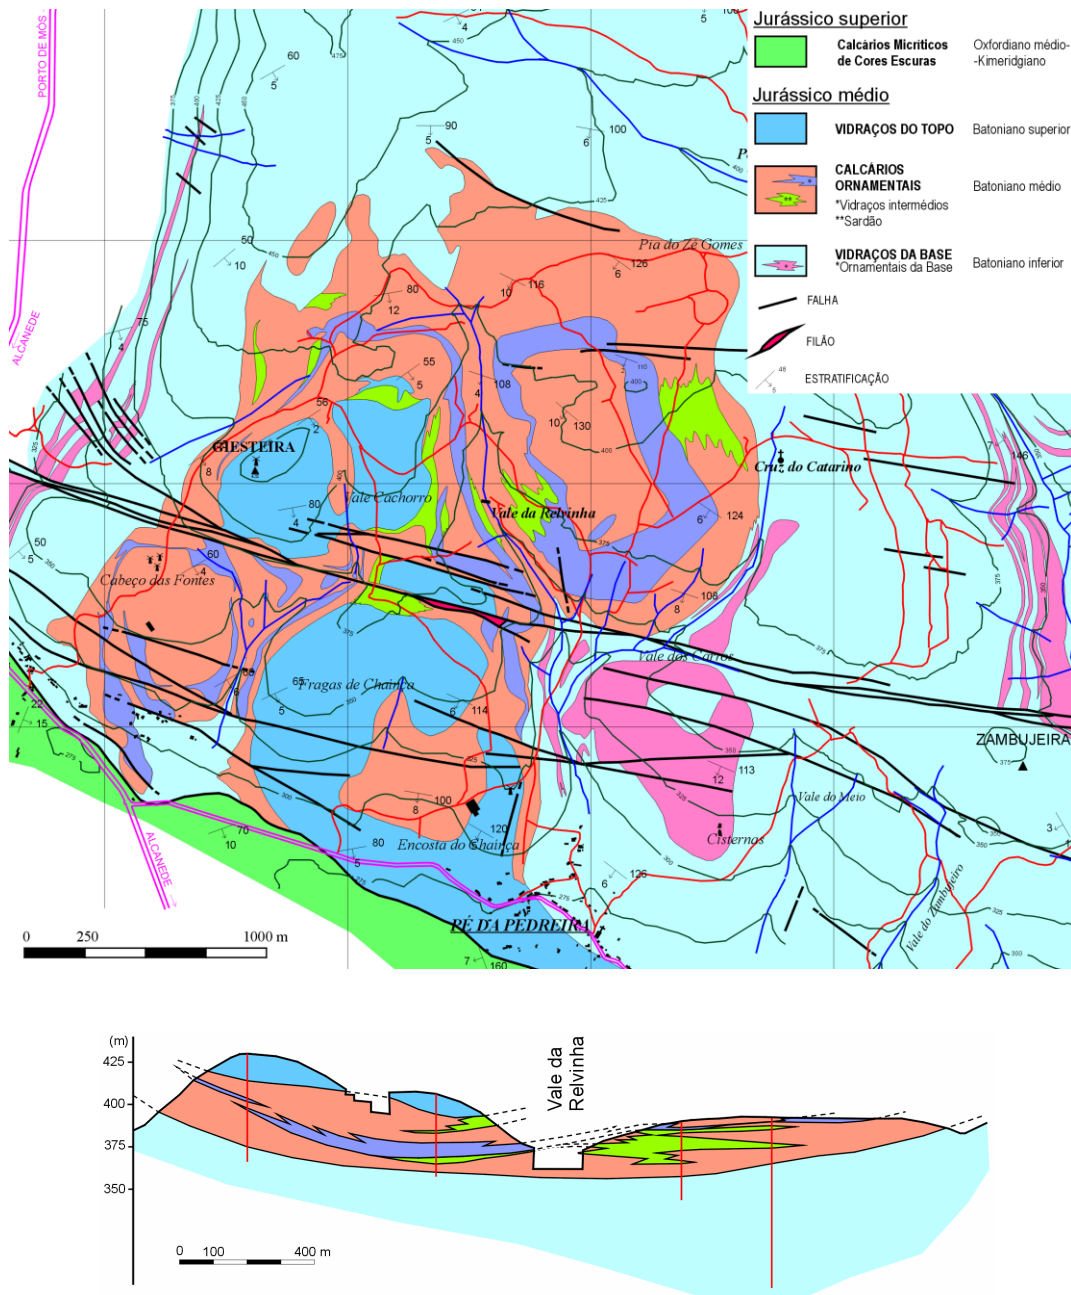 Jurássico superior
Calcários Micríticos
de Cores Escuras
Oxfordiano médio-
-Kimeridgiano
Jurássico médio
VIDRAÇOS DO TOPO
Batoniano superior
CALCÁRIOS
ORNAMENTAIS
*Vidraços intermédios
**Sardão
Batoniano médio
VIDRAÇOS DA BASE
*Ornamentais da Base
Batoniano inferior
FALHA
FILÃO
ESTRATIFICAÇÃO
PORTO DE MÓS
ALCANEDE
Pia do Zé Gomes
GIESTEIRA
Vale Cachorro
Vale da Relvinha
Cruz do Catarino
Cabeço das Fontes
Vale dos Corros
Fragas de Chainça
ZAMBUJEIRA
Vale do Meio
Cisternas
Encosta do Chainça
Vale do Zambujeiro
ALCANEDE
PÉ DA PEDREIRA
0 250 1000 m
(m)
425
400
375
350
Vale da
Relvinha
0 100 400 m